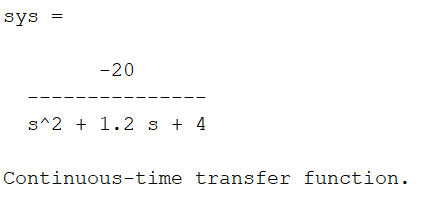 sys =
-20
---------------
s^2 + 1.2 s + 4
Continuous-time transfer function.